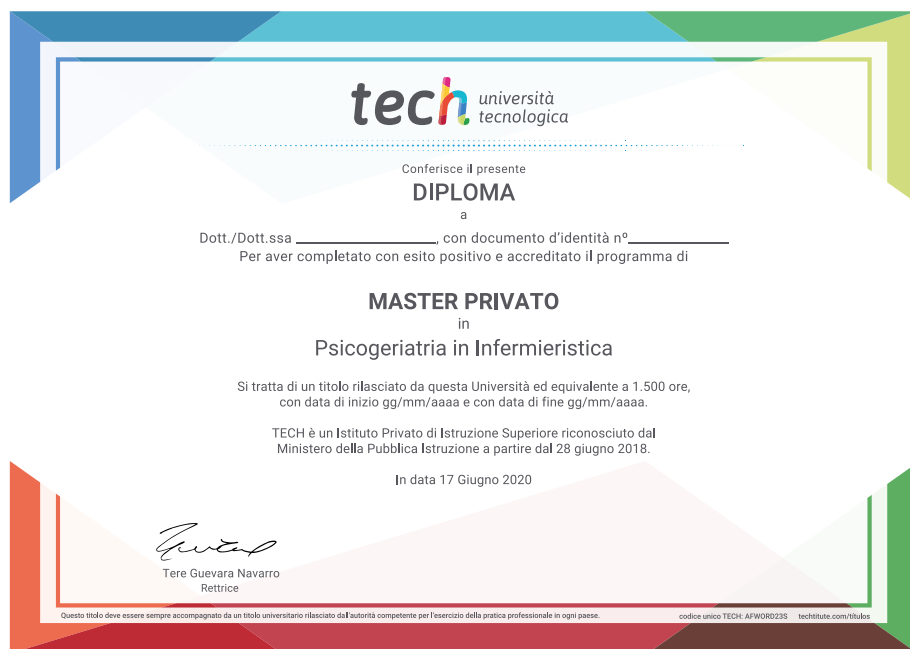 tech università
tecnologica
Conferisce il presente
DIPLOMA
a
Dott./Dott.ssa ____________________, con documento d'identità nº______________
Per aver completato con esito positivo e accreditato il programma di
MASTER PRIVATO
in
Psicogeriatria in Infermieristica
Si tratta di un titolo rilasciato da questa Università ed equivalente a 1.500 ore,
con data di inizio gg/mm/aaaa e con data di fine gg/mm/aaaa.
TECH è un Istituto Privato di Istruzione Superiore riconosciuto dal
Ministero della Pubblica Istruzione a partire dal 28 giugno 2018.
In data 17 Giugno 2020
Tere Guevara Navarro
Rettrice
Questo titolo deve essere sempre accompagnato da un titolo universitario rilasciato dall'autorità competente per l'esercizio della pratica professionale in ogni paese. codice unico TECH: AFWORD23S techtitute.com/titulos